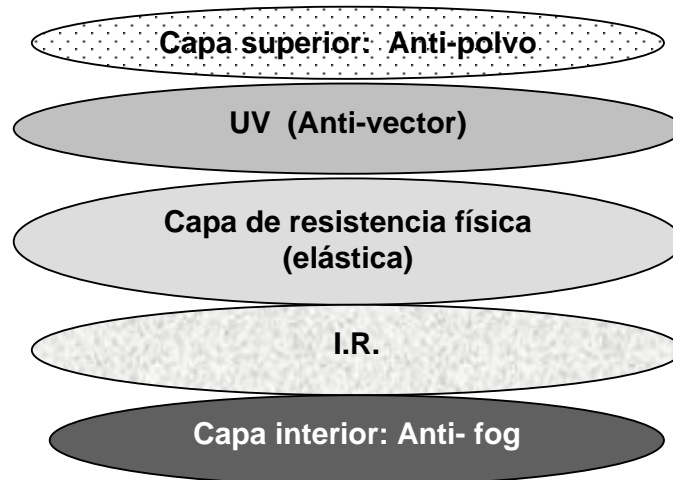 Capa superior:  Anti-polvo
UV  (Anti-vector)
Capa de resistencia física
(elástica)
I.R.
Capa interior: Anti- fog